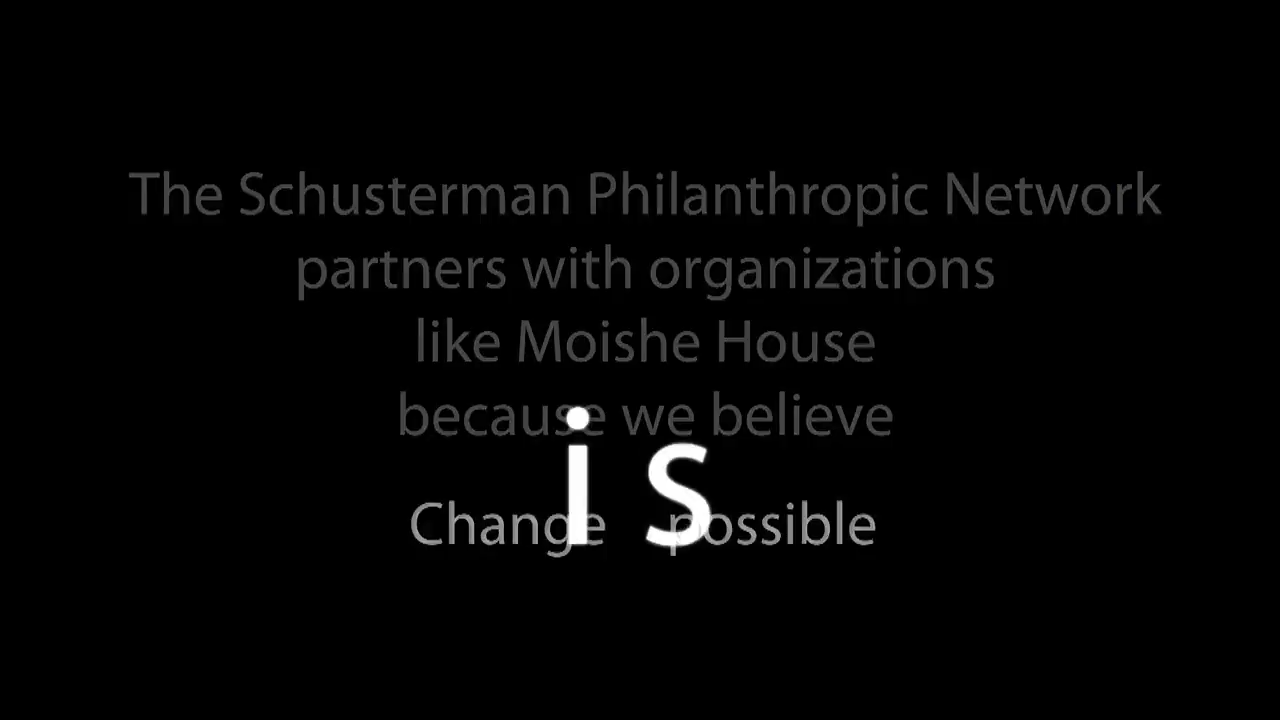 The Schusterman Philanthropic Network
partners with organizations
like Moishe House
because we believe
is
Change possible